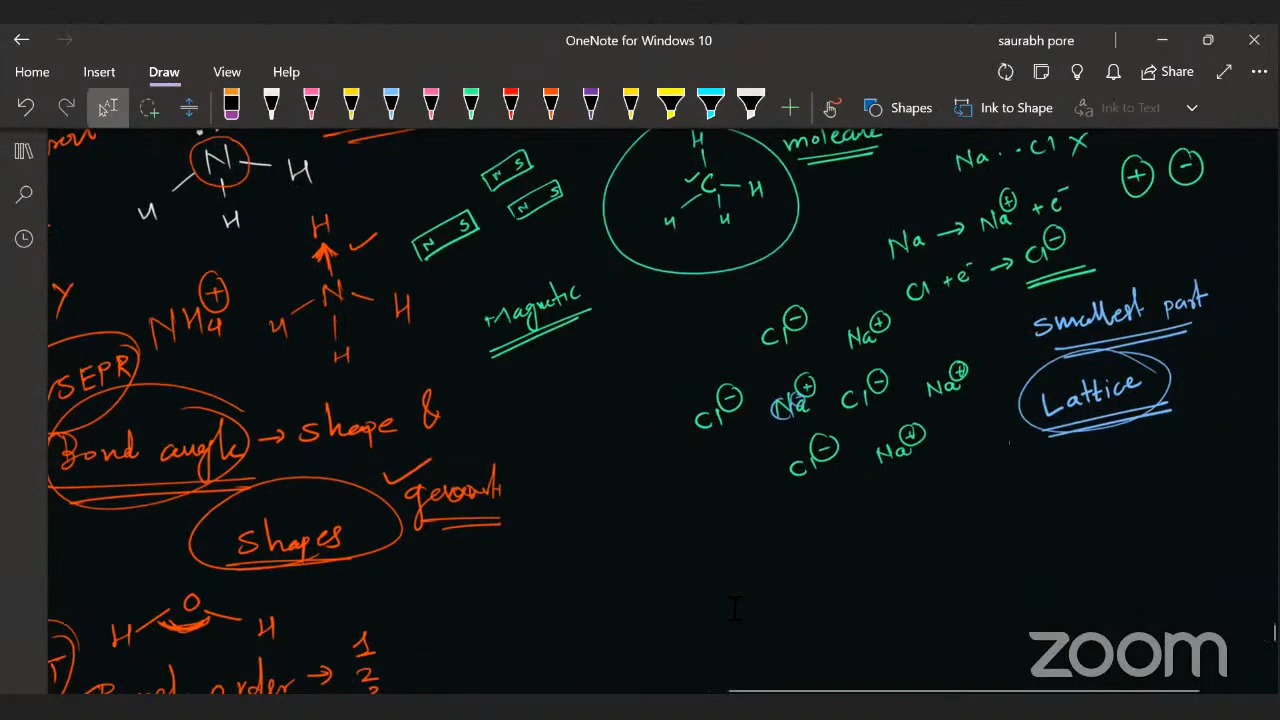 OneNote for Windows 10
saurabh pore
Home Insert Draw View Help
Share
Shapes
Ink to Shape
Ink to Text
N H
H H
N S
N S
N S
H
C H
H H
molecule
Na -- Cl X
+ -
Na → Na+ + e-
Cl + e- → Cl-
Magnetic
smallest part
Lattice
Cl- Na+
Cl- Na+ Cl- Na+
Cl- Na+
NH4+
H
N
H H
H
SEPR
Bond angle → shape &
shapes
H O H
Bond order → 1
2
zoom